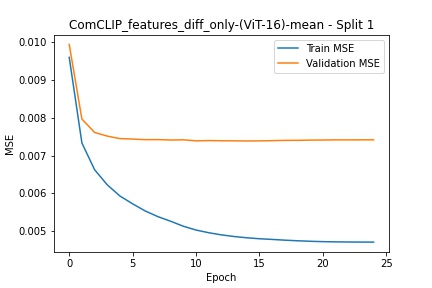 ComCLIP_features_diff_only-(ViT-16)-mean - Split 1
0.010
0.009
0.008
0.007
0.006
0.005
MSE
Train MSE
Validation MSE
0 5 10 15 20 25
Epoch